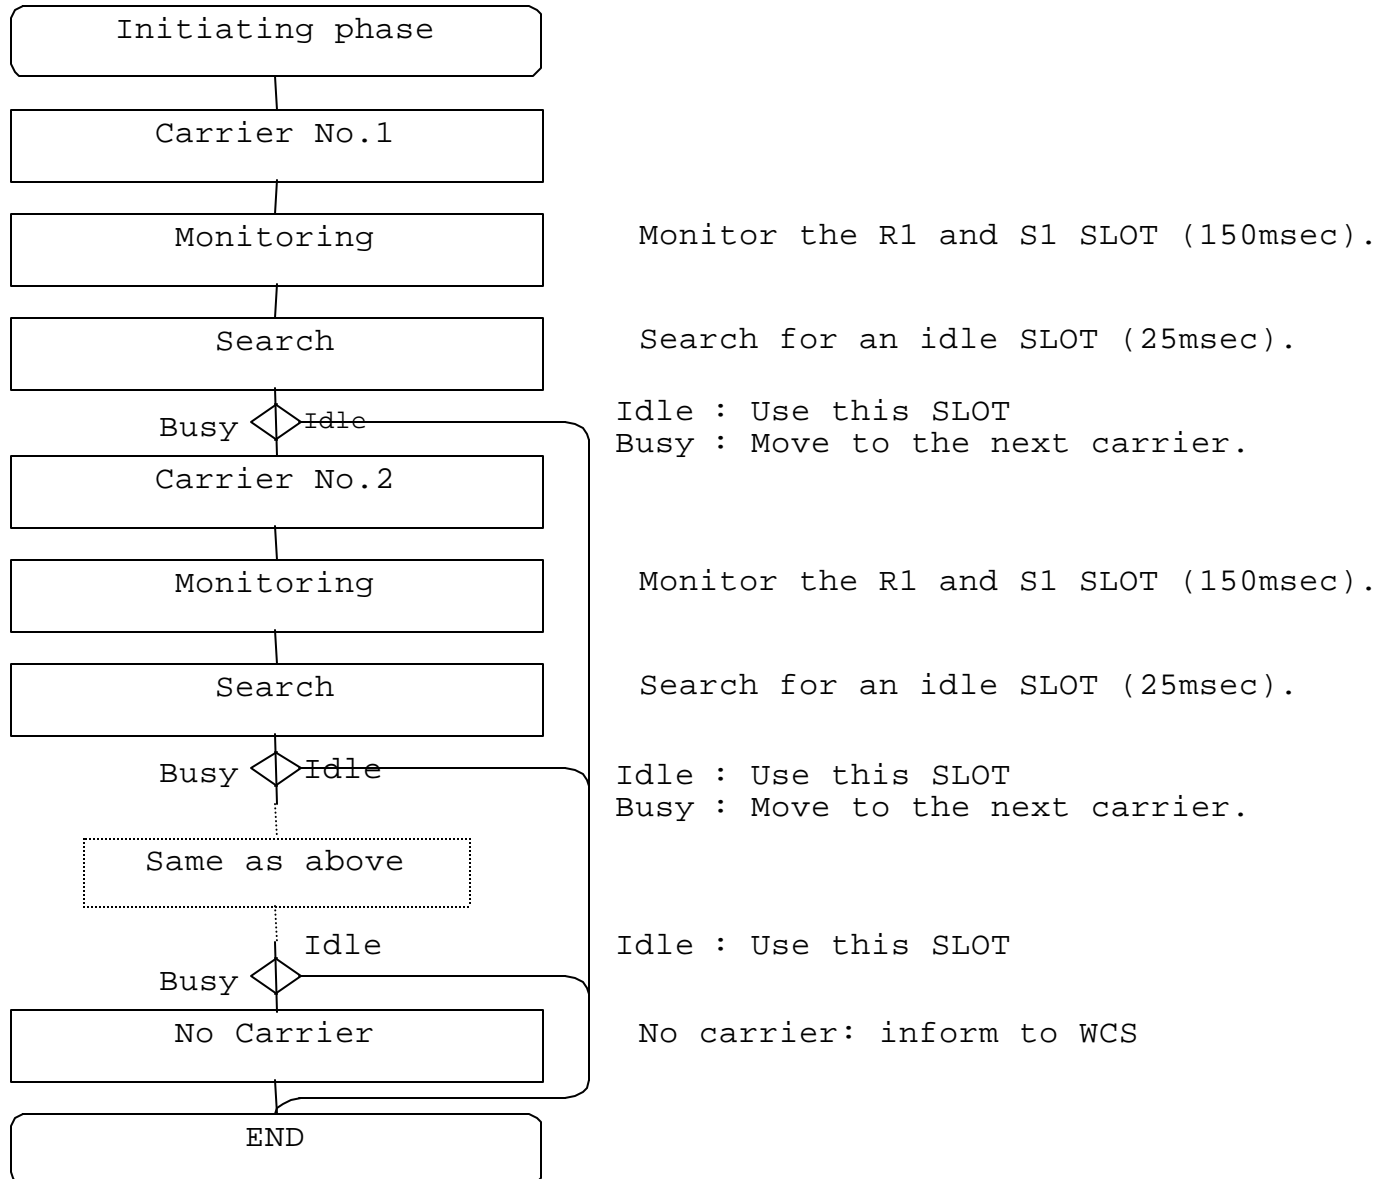 Initiating phase
Carrier No.1
Monitoring
Monitor the R1 and S1 SLOT (150msec).
Search
Search for an idle SLOT (25msec).
Busy
Idle
Idle : Use this SLOT
Busy : Move to the next carrier.
Carrier No.2
Monitoring
Monitor the R1 and S1 SLOT (150msec).
Search
Search for an idle SLOT (25msec).
Busy
Idle
Idle : Use this SLOT
Busy : Move to the next carrier.
Same as above
Idle
Idle : Use this SLOT
Busy
No Carrier
No carrier: inform to WCS
END